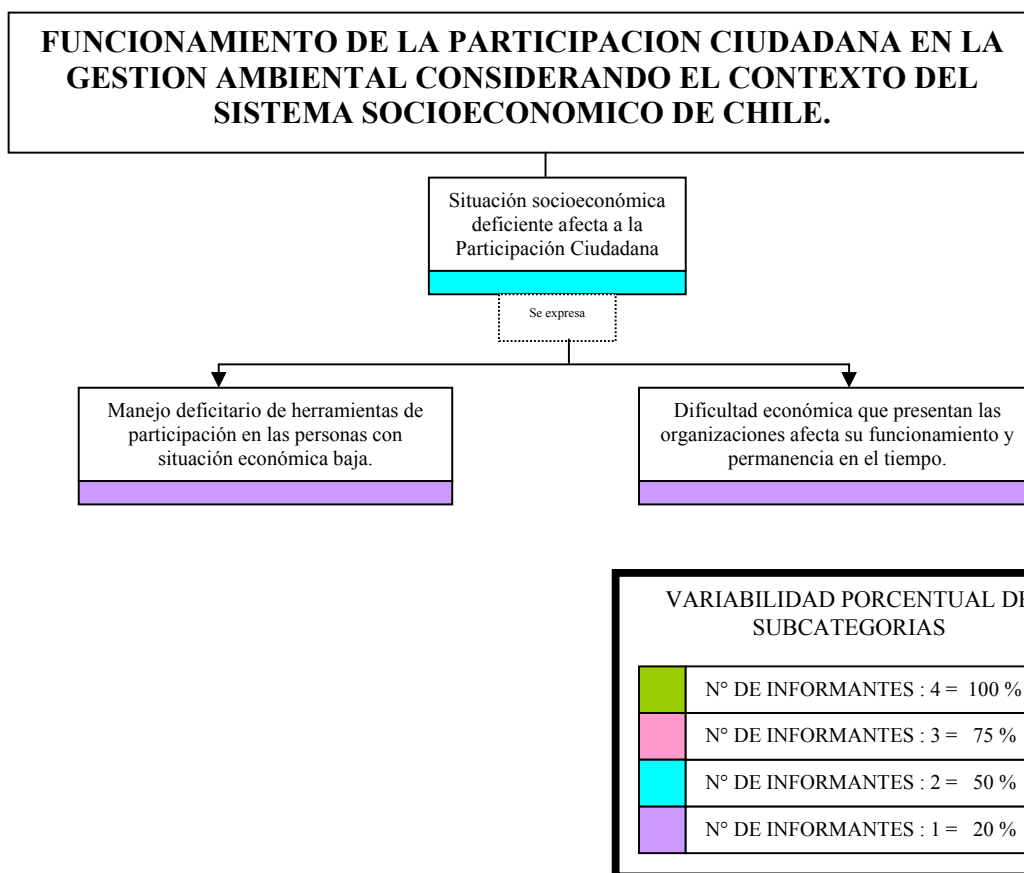 FUNCIONAMIENTO DE LA PARTICIPACION CIUDADANA EN LA
GESTION AMBIENTAL CONSIDERANDO EL CONTEXTO DEL
SISTEMA SOCIOECONOMICO DE CHILE.
Situación socioeconómica
deficiente afecta a la
Participación Ciudadana
Se expresa
Manejo deficitario de herramientas de
participación en las personas con
situación económica baja.
Dificultad económica que presentan las
organizaciones afecta su funcionamiento y
permanencia en el tiempo.
VARIABILIDAD PORCENTUAL DE
SUBCATEGORIAS
N° DE INFORMANTES : 4 = 100 %
N° DE INFORMANTES : 3 = 75 %
N° DE INFORMANTES : 2 = 50 %
N° DE INFORMANTES : 1 = 20 %